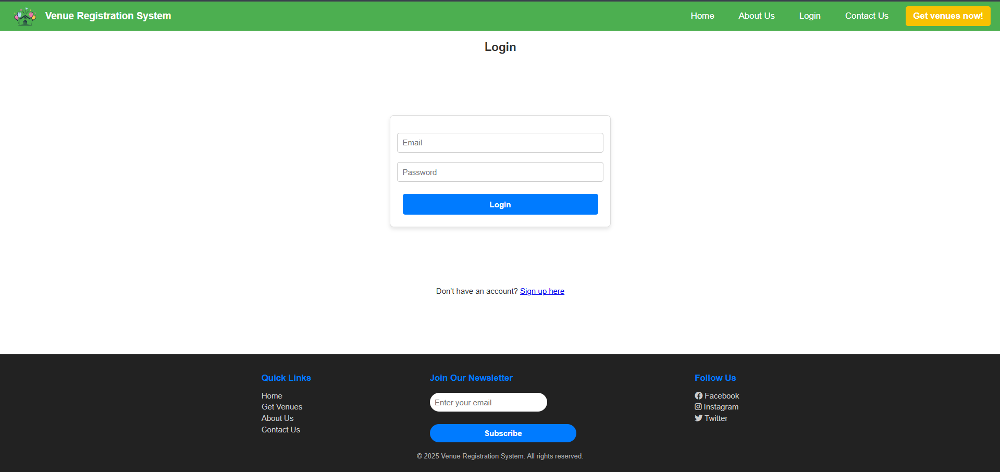 Venue Registration System
Home
About Us
Login
Contact Us
Get venues now!
Login
Email
Password
Login
Don't have an account? Sign up here
Quick Links
Home
Get Venues
About Us
Contact Us
Join Our Newsletter
Enter your email
Subscribe
Follow Us
Facebook
Instagram
Twitter
© 2025 Venue Registration System. All rights reserved.